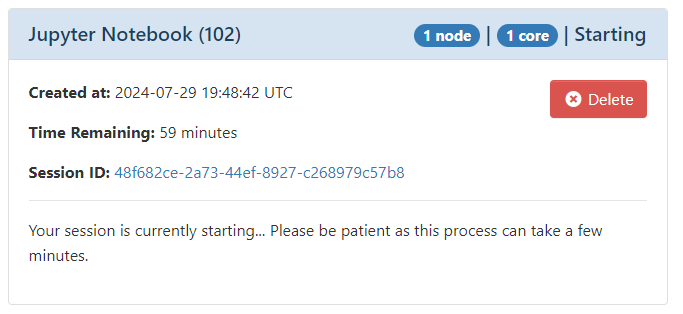 Jupyter Notebook (102) 1 node | 1 core | Starting
Created at: 2024-07-29 19:48:42 UTC
Delete
Time Remaining: 59 minutes
Session ID: 48f682ce-2a73-44ef-8927-c268979c57b8
Your session is currently starting... Please be patient as this process can take a few
minutes.